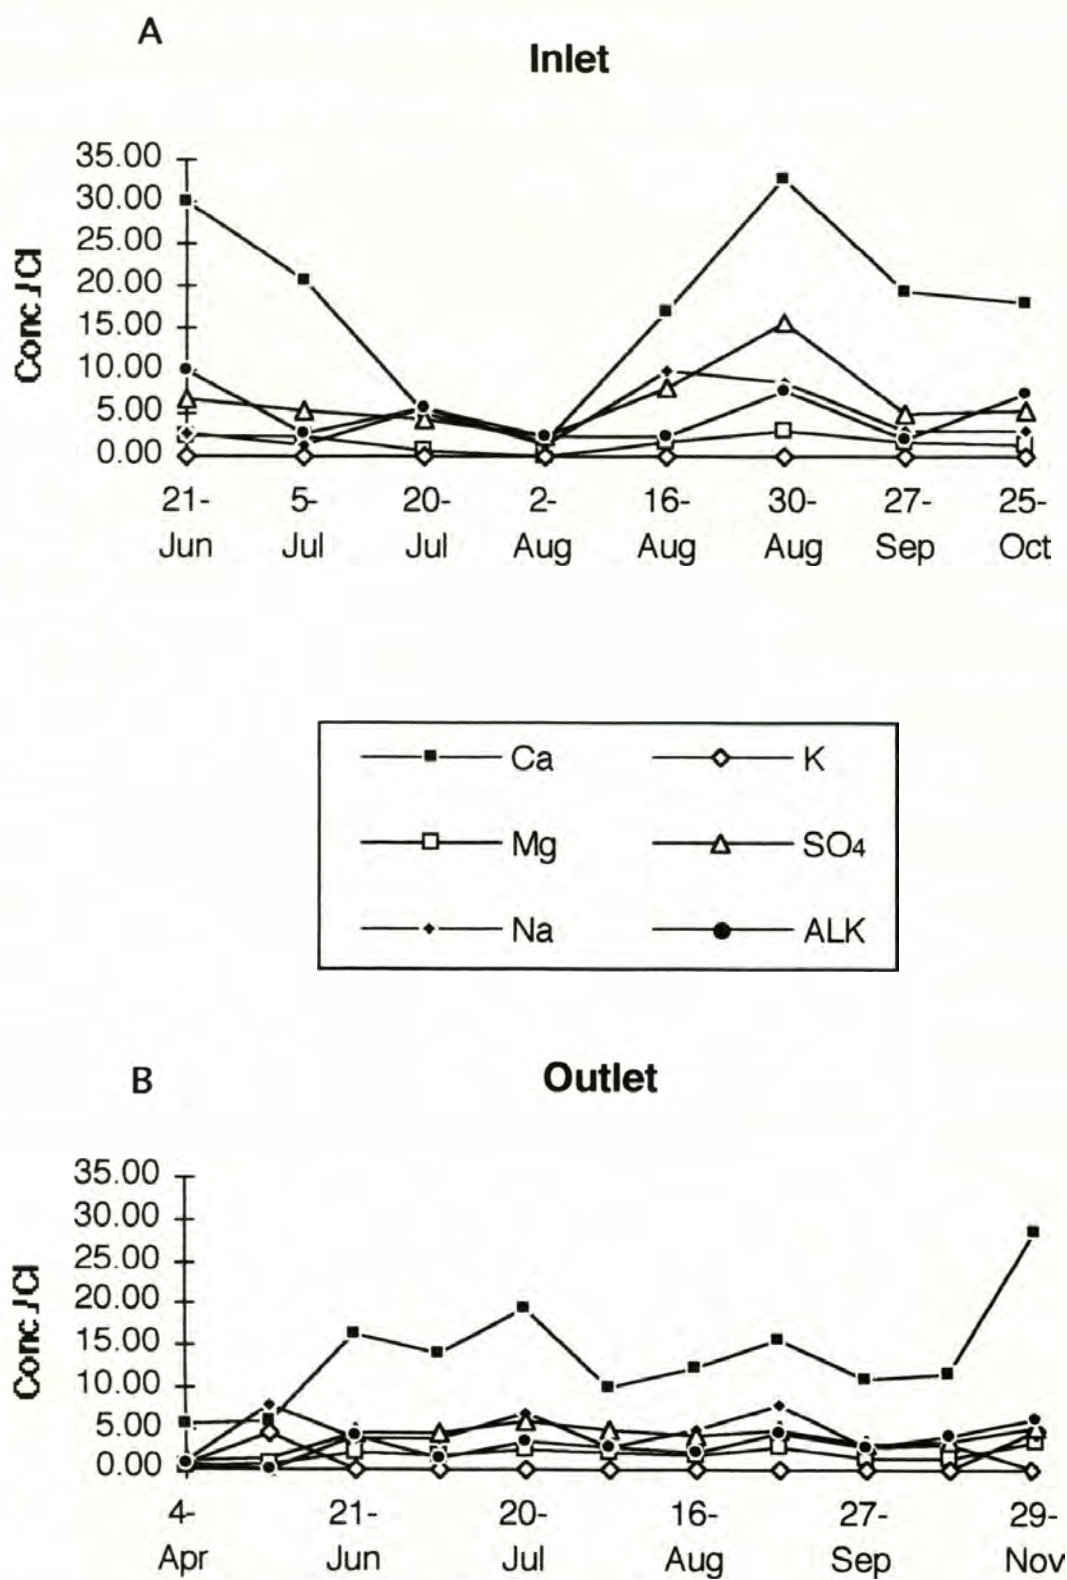 A
Inlet
35.00
30.00
25.00
20.00
15.00
10.00
5.00
0.00
Conc./Cl
21-Jun 5-Jul 20-Jul 2-Aug 16-Aug 30-Aug 27-Sep 25-Oct
Ca K
Mg SO4
Na ALK
B
Outlet
35.00
30.00
25.00
20.00
15.00
10.00
5.00
0.00
Conc./Cl
4-Apr 21-Jun 20-Jul 16-Aug 27-Sep 29-Nov